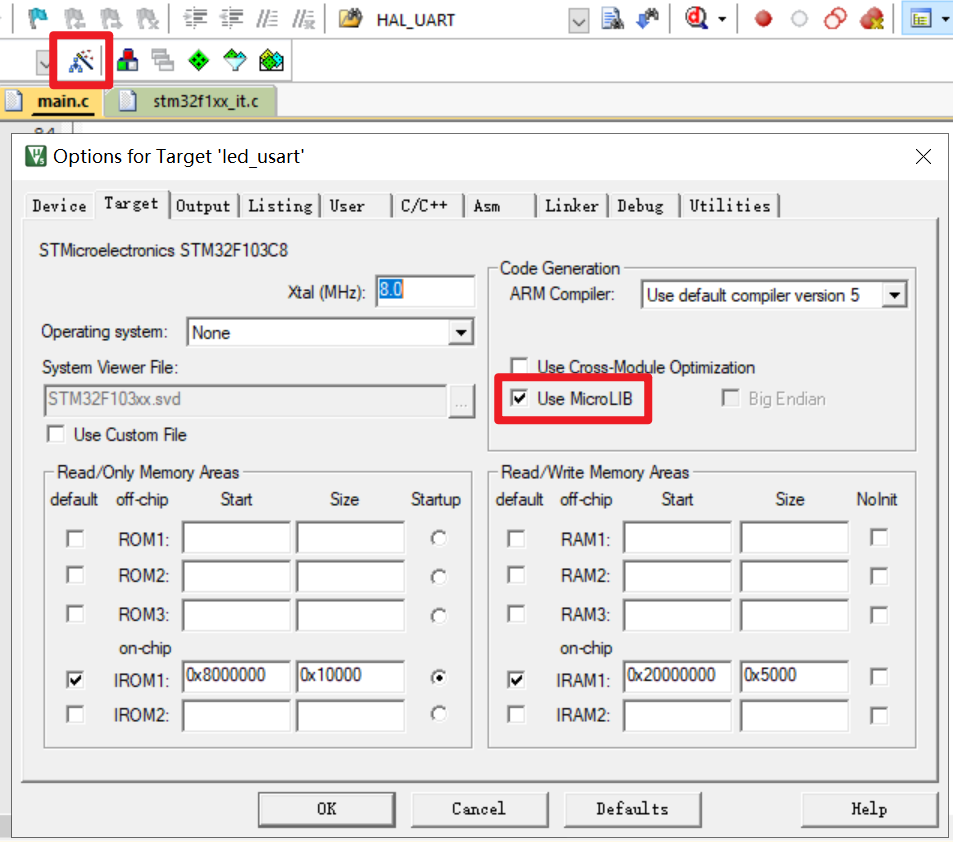 HAL_UART
main.c stm32f1xx_it.c
Options for Target 'led_usart'
Device Target Output Listing User C/C++ Asm Linker Debug Utilities
STMicroelectronics STM32F103C8
Xtal (MHz): 8.0
Operating system: None
System Viewer File:
STM32F103xx.svd ...
Use Custom File
Code Generation
ARM Compiler: Use default compiler version 5
Use Cross-Module Optimization
Use MicroLIB Big Endian
Read/Only Memory Areas
default off-chip Start Size Startup
ROM1:
ROM2:
ROM3:
on-chip
IROM1: 0x8000000 0x10000
IROM2:
Read/Write Memory Areas
default off-chip Start Size NoInit
RAM1:
RAM2:
RAM3:
on-chip
IRAM1: 0x20000000 0x5000
IRAM2:
OK Cancel Defaults Help